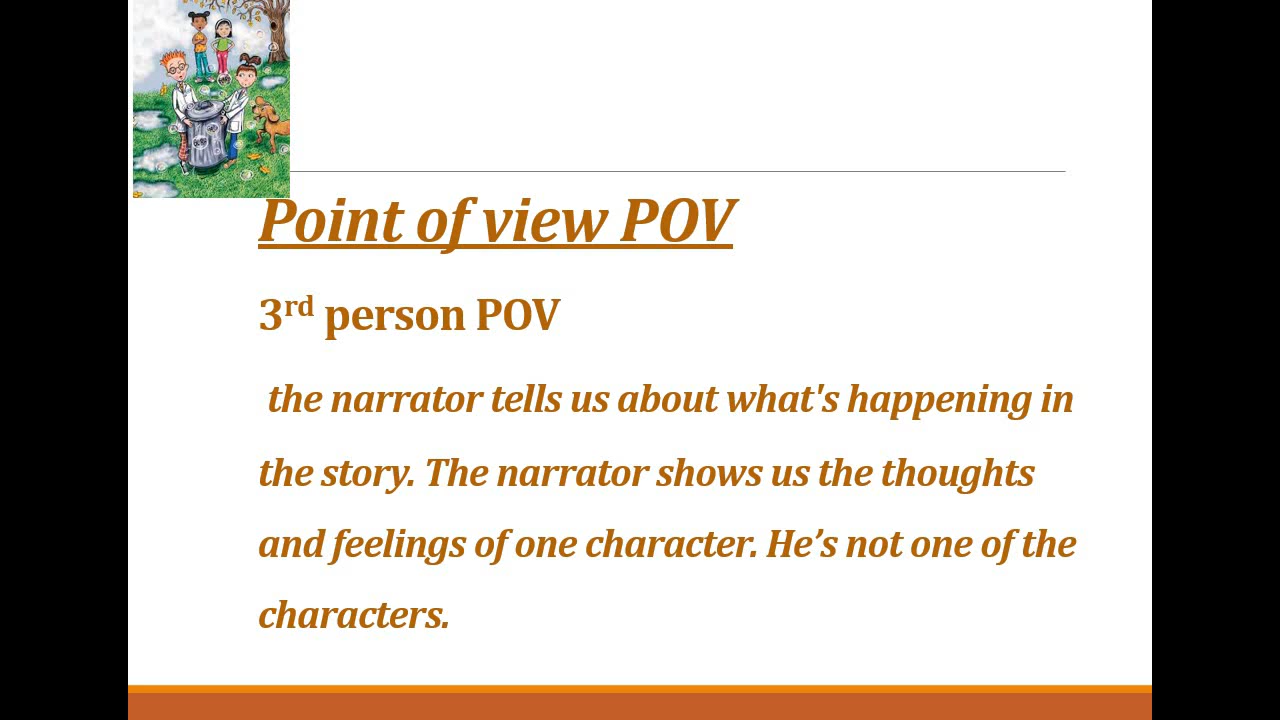 Point of view POV
3rd person POV
the narrator tells us about what's happening in
the story. The narrator shows us the thoughts
and feelings of one character. He’s not one of the
characters.